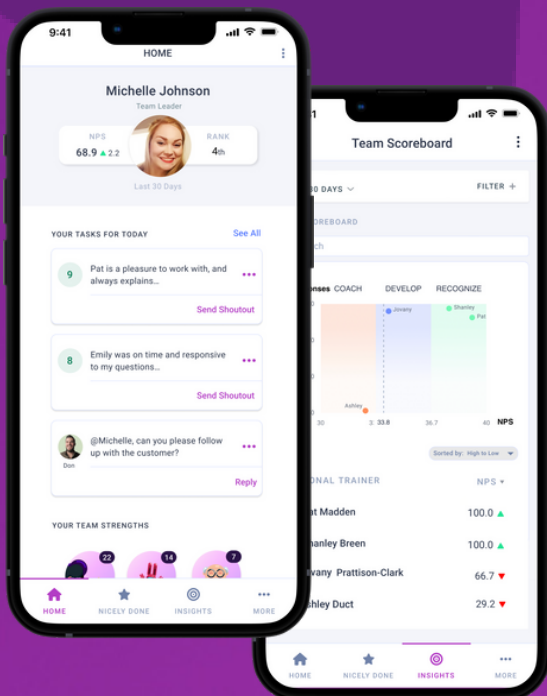 9:41
HOME
Michelle Johnson
Team Leader
NPS
68.9 ▲ 2.2
RANK
4th
Last 30 Days
YOUR TASKS FOR TODAY
See All
9
Pat is a pleasure to work with, and
always explains...
Send Shoutout
8
Emily was on time and responsive
to my questions...
Send Shoutout
Don
@Michelle, can you please follow
up with the customer?
Reply
YOUR TEAM STRENGTHS
22
14
7
HOME
NICELY DONE
INSIGHTS
MORE
Team Scoreboard
30 DAYS
FILTER +
COACH
DEVELOP
RECOGNIZE
Jovany
Shanley
Pat
Ashley
30
33.8
36.7
40
NPS
Sorted by: High to Low
TRAINER
NPS
Madden
100.0 ▲
Breen
100.0 ▲
Prattison-Clark
66.7 ▼
Duct
29.2 ▼
HOME
NICELY DONE
INSIGHTS
MORE